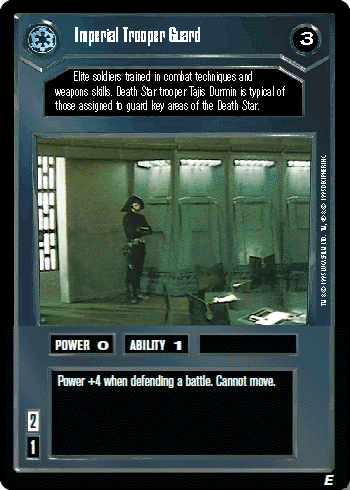 Imperial Trooper Guard
3
Elite soldiers trained in combat techniques and
weapons skills. Death Star trooper Tajis Durmin is typical of
those assigned to guard key areas of the Death Star.
POWER 0
ABILITY 1
Power +4 when defending a battle. Cannot move.
2
1
E